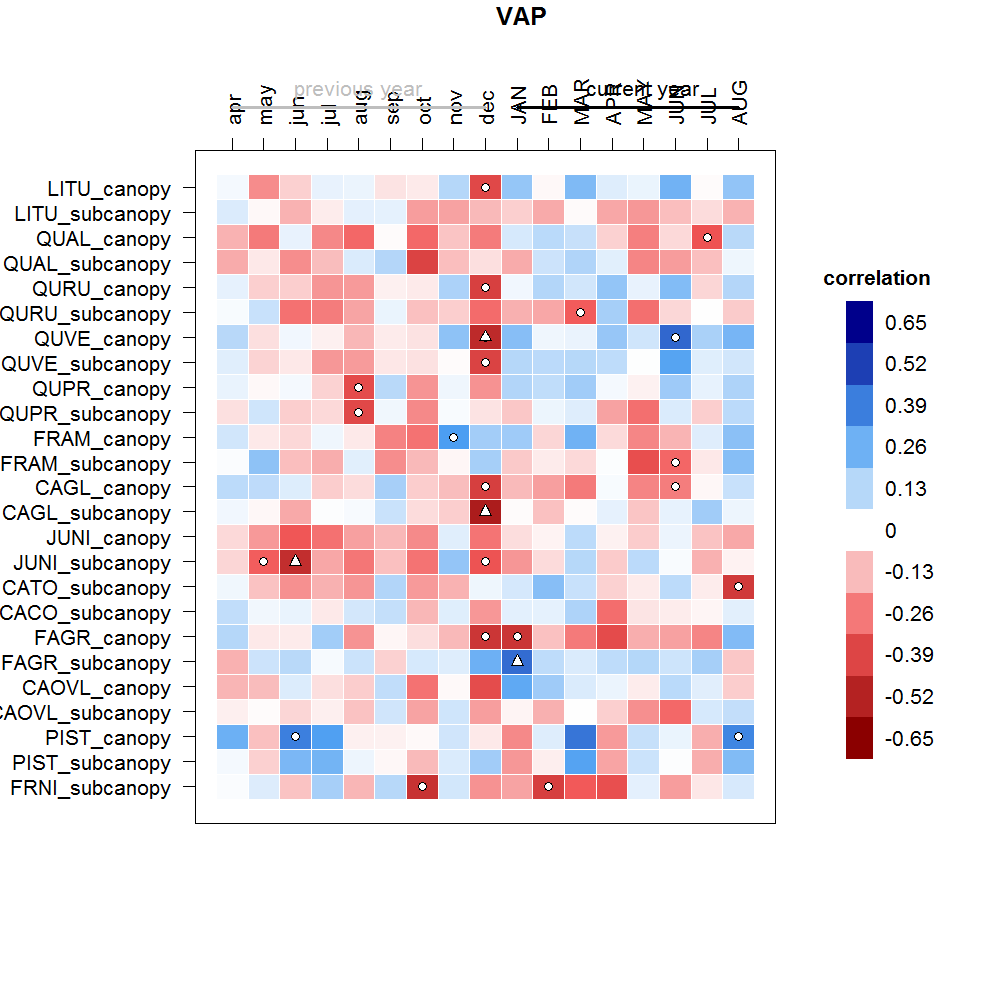 VAP
previous year
current year
apr may jun jul aug sep oct nov dec JAN FEB MAR APR MAY JUN JUL AUG
LITU_canopy
LITU_subcanopy
QUAL_canopy
QUAL_subcanopy
QURU_canopy
QURU_subcanopy
QUVE_canopy
QUVE_subcanopy
QUPR_canopy
QUPR_subcanopy
FRAM_canopy
FRAM_subcanopy
CAGL_canopy
CAGL_subcanopy
JUNI_canopy
JUNI_subcanopy
CATO_subcanopy
CACO_subcanopy
FAGR_canopy
FAGR_subcanopy
CAOVL_canopy
CAOVL_subcanopy
PIST_canopy
PIST_subcanopy
FRNI_subcanopy
correlation
0.65
0.52
0.39
0.26
0.13
0
-0.13
-0.26
-0.39
-0.52
-0.65